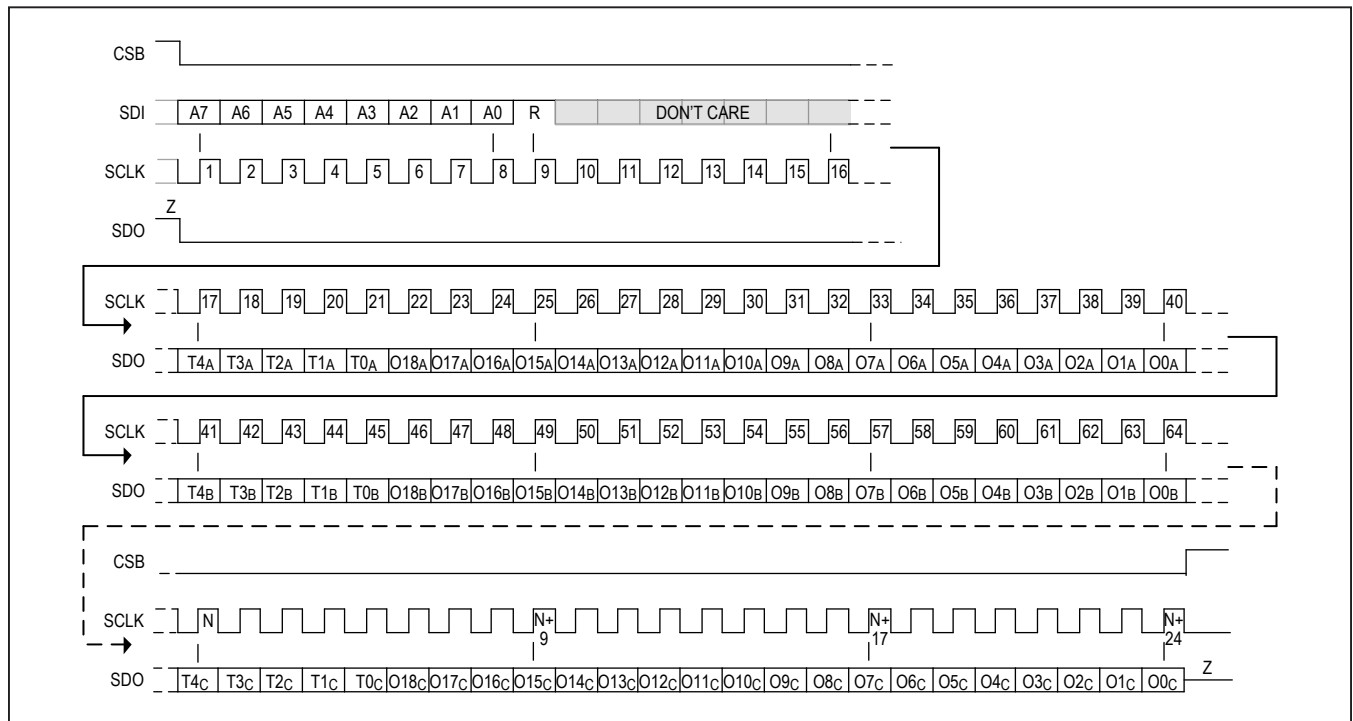 CSB
SDI A7 A6 A5 A4 A3 A2 A1 A0 R DON'T CARE
SCLK 1 2 3 4 5 6 7 8 9 10 11 12 13 14 15 16
Z
SDO
SCLK 17 18 19 20 21 22 23 24 25 26 27 28 29 30 31 32 33 34 35 36 37 38 39 40
SDO T4A T3A T2A T1A T0A O18A O17A O16A O15A O14A O13A O12A O11A O10A O9A O8A O7A O6A O5A O4A O3A O2A O1A O0A
SCLK 41 42 43 44 45 46 47 48 49 50 51 52 53 54 55 56 57 58 59 60 61 62 63 64
SDO T4B T3B T2B T1B T0B O18B O17B O16B O15B O14B O13B O12B O11B O10B O9B O8B O7B O6B O5B O4B O3B O2B O1B O0B
CSB
SCLK N N+ N+ N+
9 17 24
SDO T4C T3C T2C T1C T0C O18C O17C O16C O15C O14C O13C O12C O11C O10C O9C O8C O7C O6C O5C O4C O3C O2C O1C O0C Z